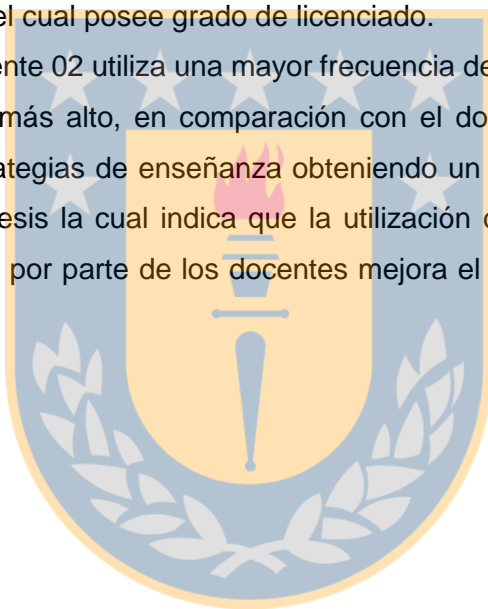 el cual posee grado de licenciado.
ente 02 utiliza una mayor frecuencia de
más alto, en comparación con el do
ategias de enseñanza obteniendo un
esis la cual indica que la utilización
por parte de los docentes mejora el